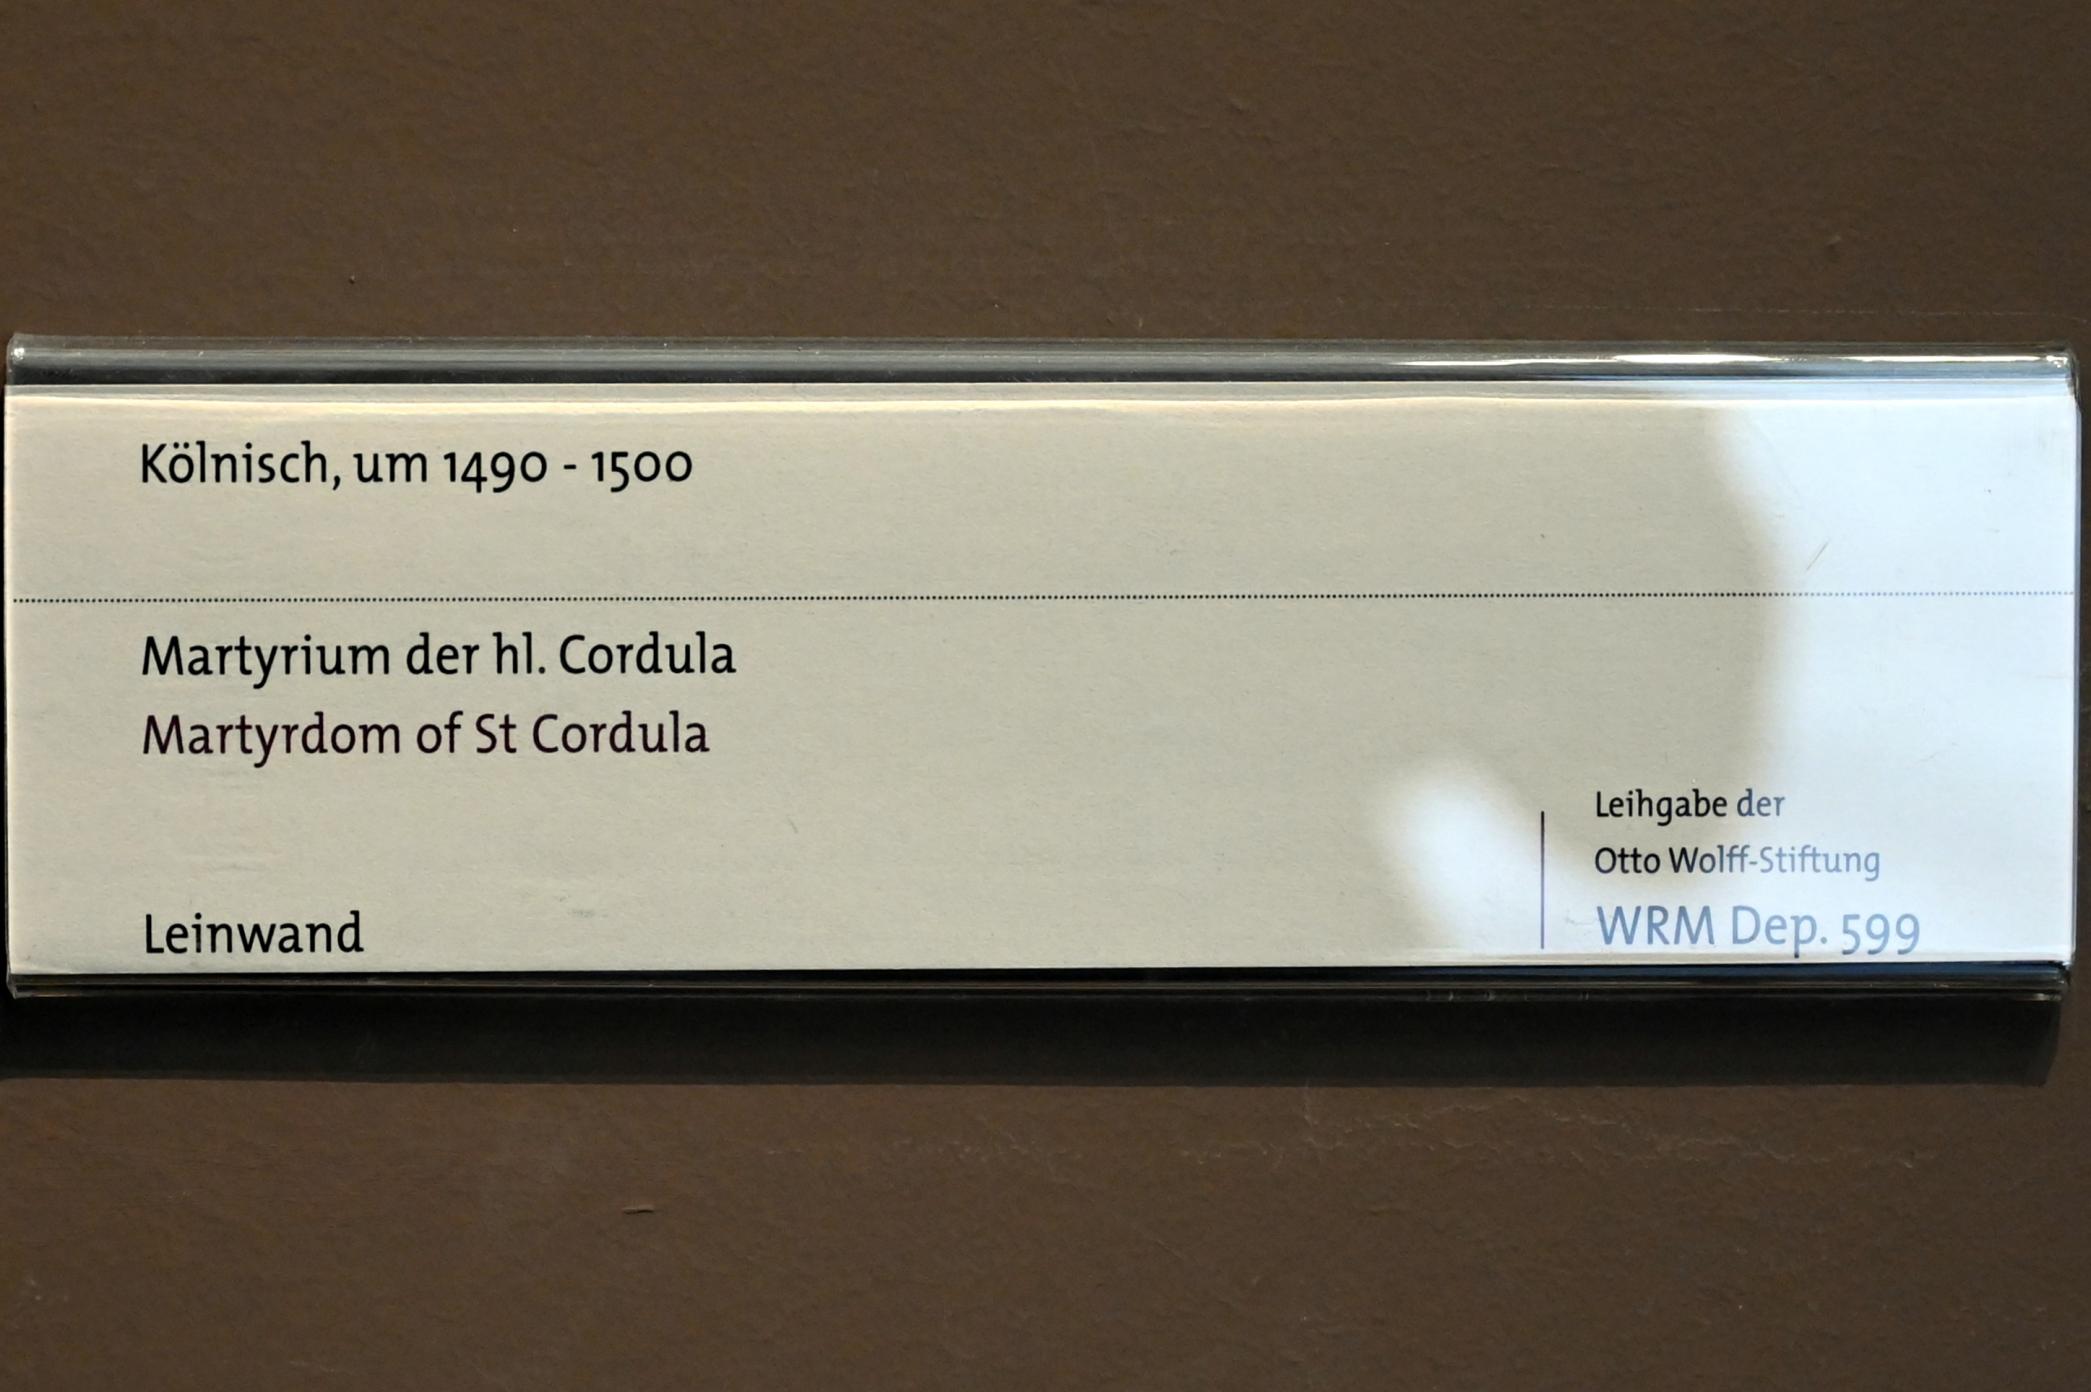 Kölnisch, um 1490 - 1500
Martyrium der hl. Cordula
Martyrdom of St Cordula
Leinwand
Leihgabe der
Otto Wolff-Stiftung
WRM Dep. 599